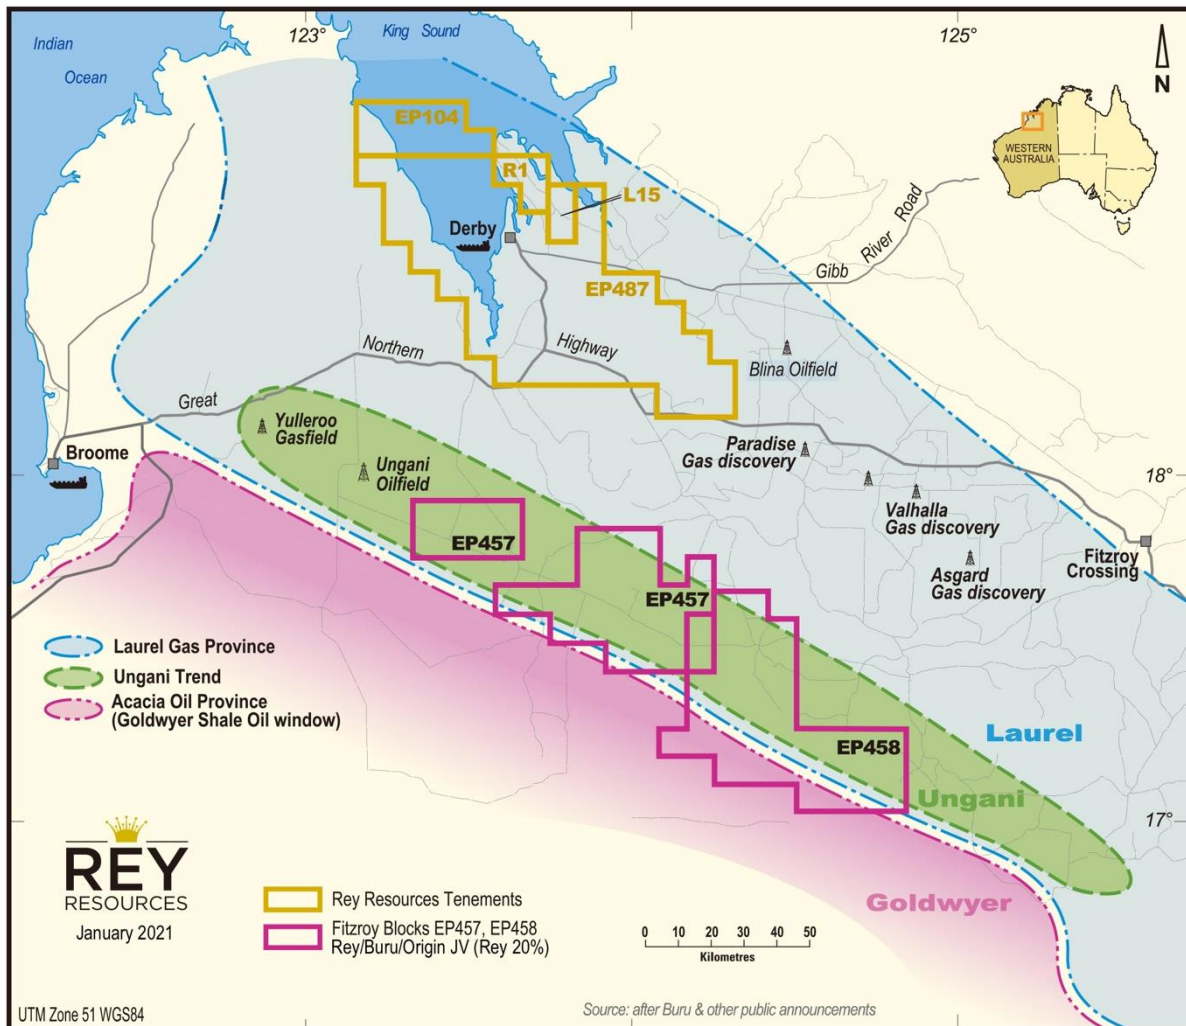 123°
125°
King Sound
Indian
Ocean
N
EP104
WESTERN
AUSTRALIA
R1
L15
Derby
Gibb River Road
EP487
Northern
Highway
Blina Oilfield
Great
Yulleroo
Gasfield
Broome
Paradise
Gas discovery
Ungani
Oilfield
18°
Valhalla
Gas discovery
EP457
Fitzroy
Crossing
Asgard
Gas discovery
EP457
Laurel Gas Province
Ungani Trend
Acacia Oil Province
(Goldwyer Shale Oil window)
Laurel
EP458
Ungani
17°
REY
RESOURCES
January 2021
Goldwyer
Rey Resources Tenements
Fitzroy Blocks EP457, EP458
Rey/Buru/Origin JV (Rey 20%)
0 10 20 30 40 50
Kilometres
UTM Zone 51 WGS84
Source: after Buru & other public announcements